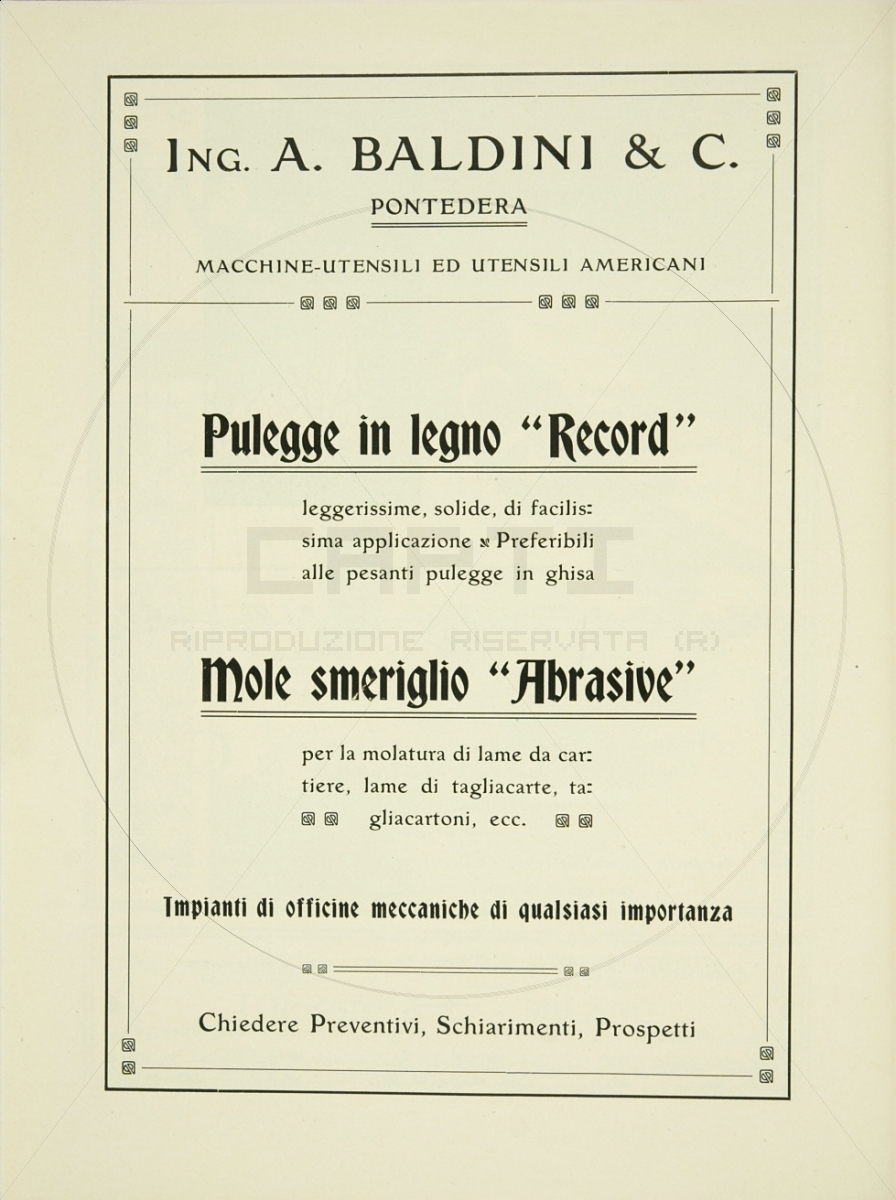 ING. A. BALDINI & C.
PONTEDERA
MACCHINE-UTENSILI ED UTENSILI AMERICANI
Pulegge in legno “Record”
leggerissime, solide, di facilis=
sima applicazione Preferibili
alle pesanti pulegge in ghisa
CARTI
RIPRODUZIONE RISERVATA (R)
Mole smeriglio “Abrasive”
per la molatura di lame da car=
tiere, lame di tagliacarte, ta=
gliacartoni, ecc.
Impianti di officine meccaniche di qualsiasi importanza
Chiedere Preventivi, Schiarimenti, Prospetti